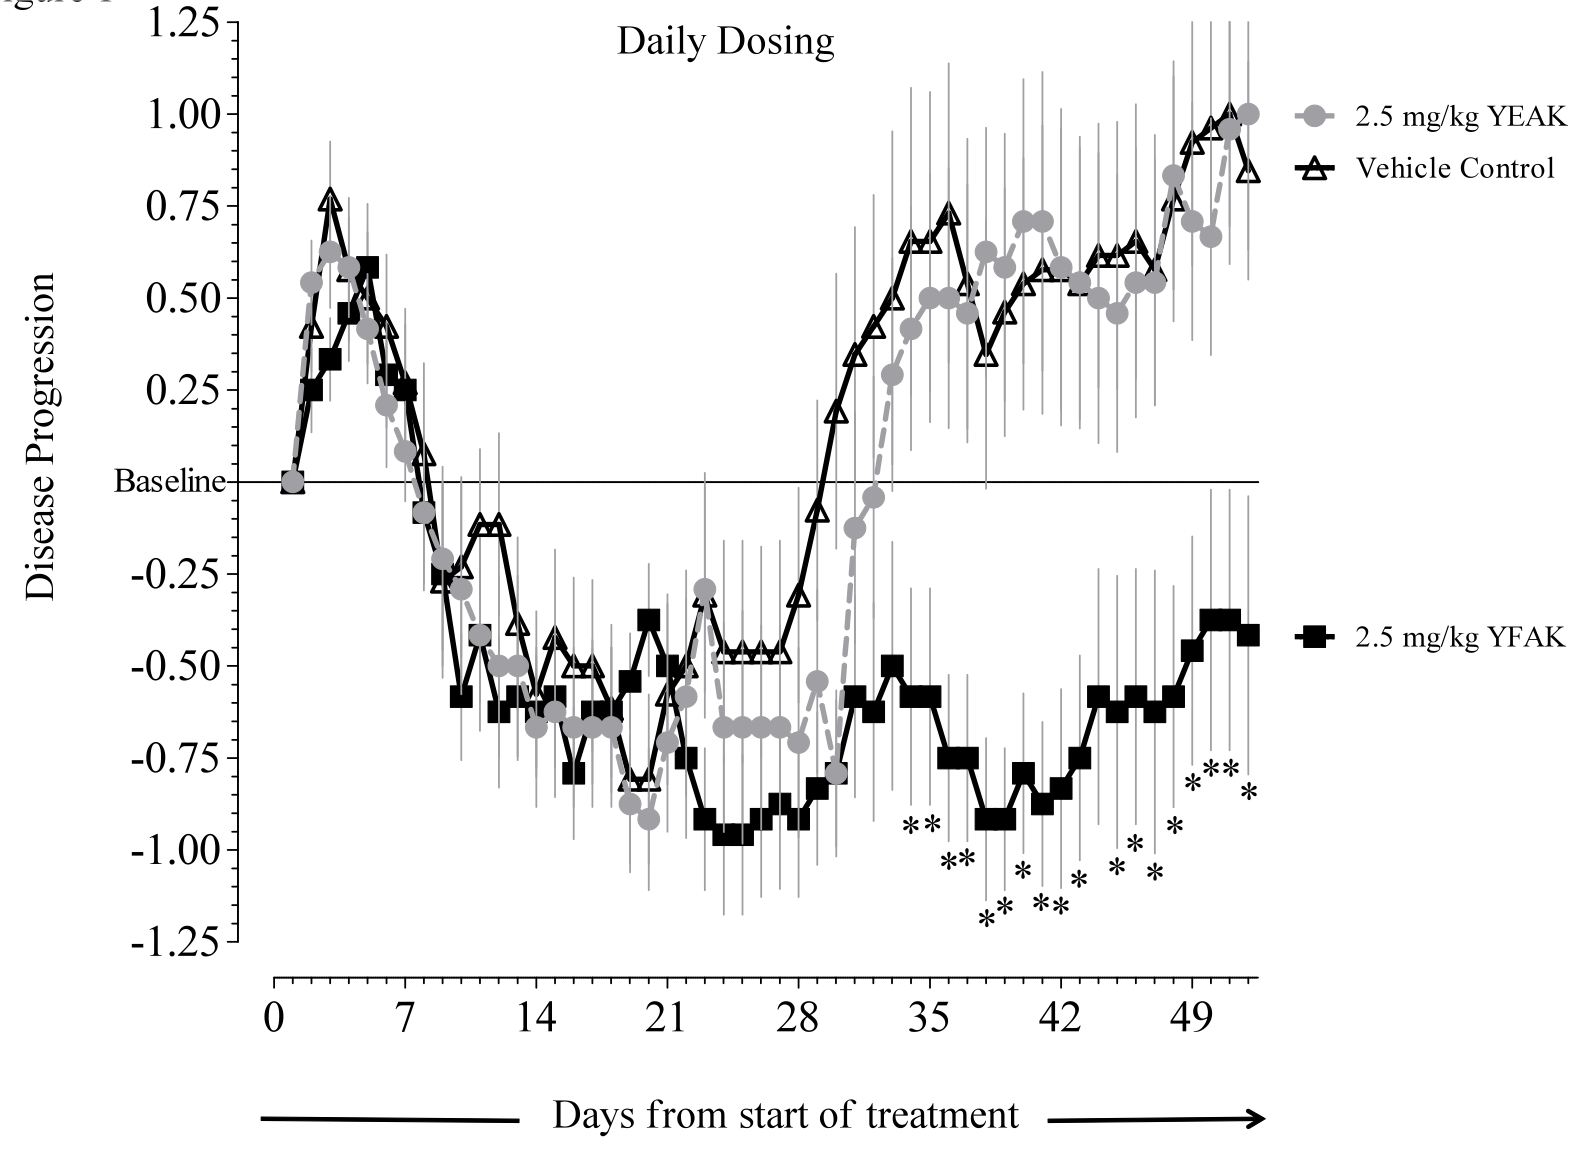 Daily Dosing
1.25
1.00
0.75
0.50
0.25
Baseline
-0.25
-0.50
-0.75
-1.00
-1.25
Disease Progression
2.5 mg/kg YEAK
Vehicle Control
2.5 mg/kg YFAK
* * * * * * * * * * * * * * * * * * *
0 7 14 21 28 35 42 49
Days from start of treatment